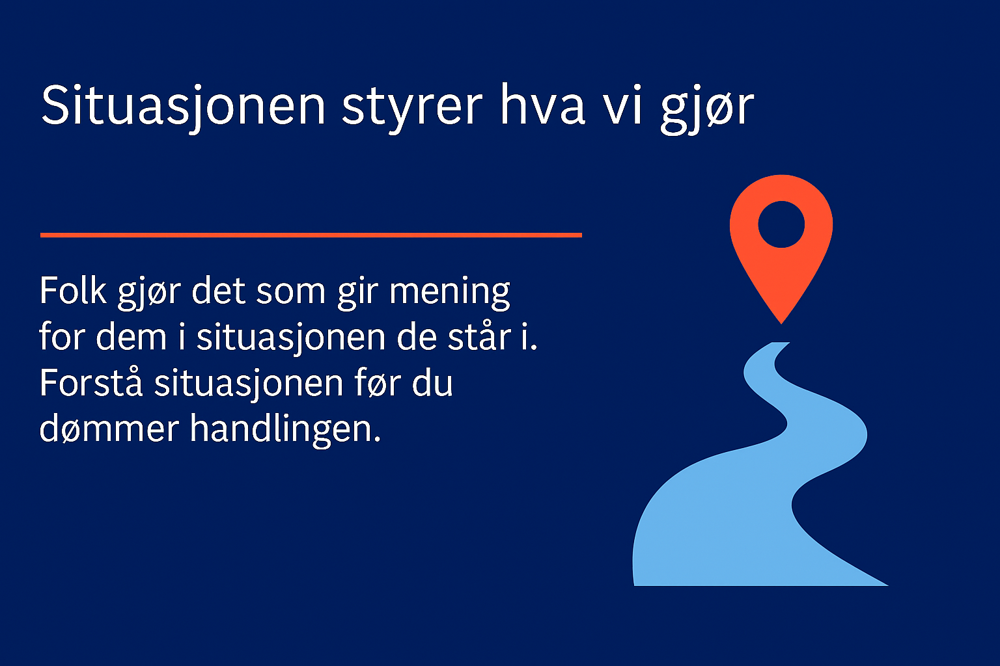 Situasjonen styrer hva vi gjør
Folk gjør det som gir mening
for dem i situasjonen de står i.
Forstå situasjonen før du
dømmer handlingen.